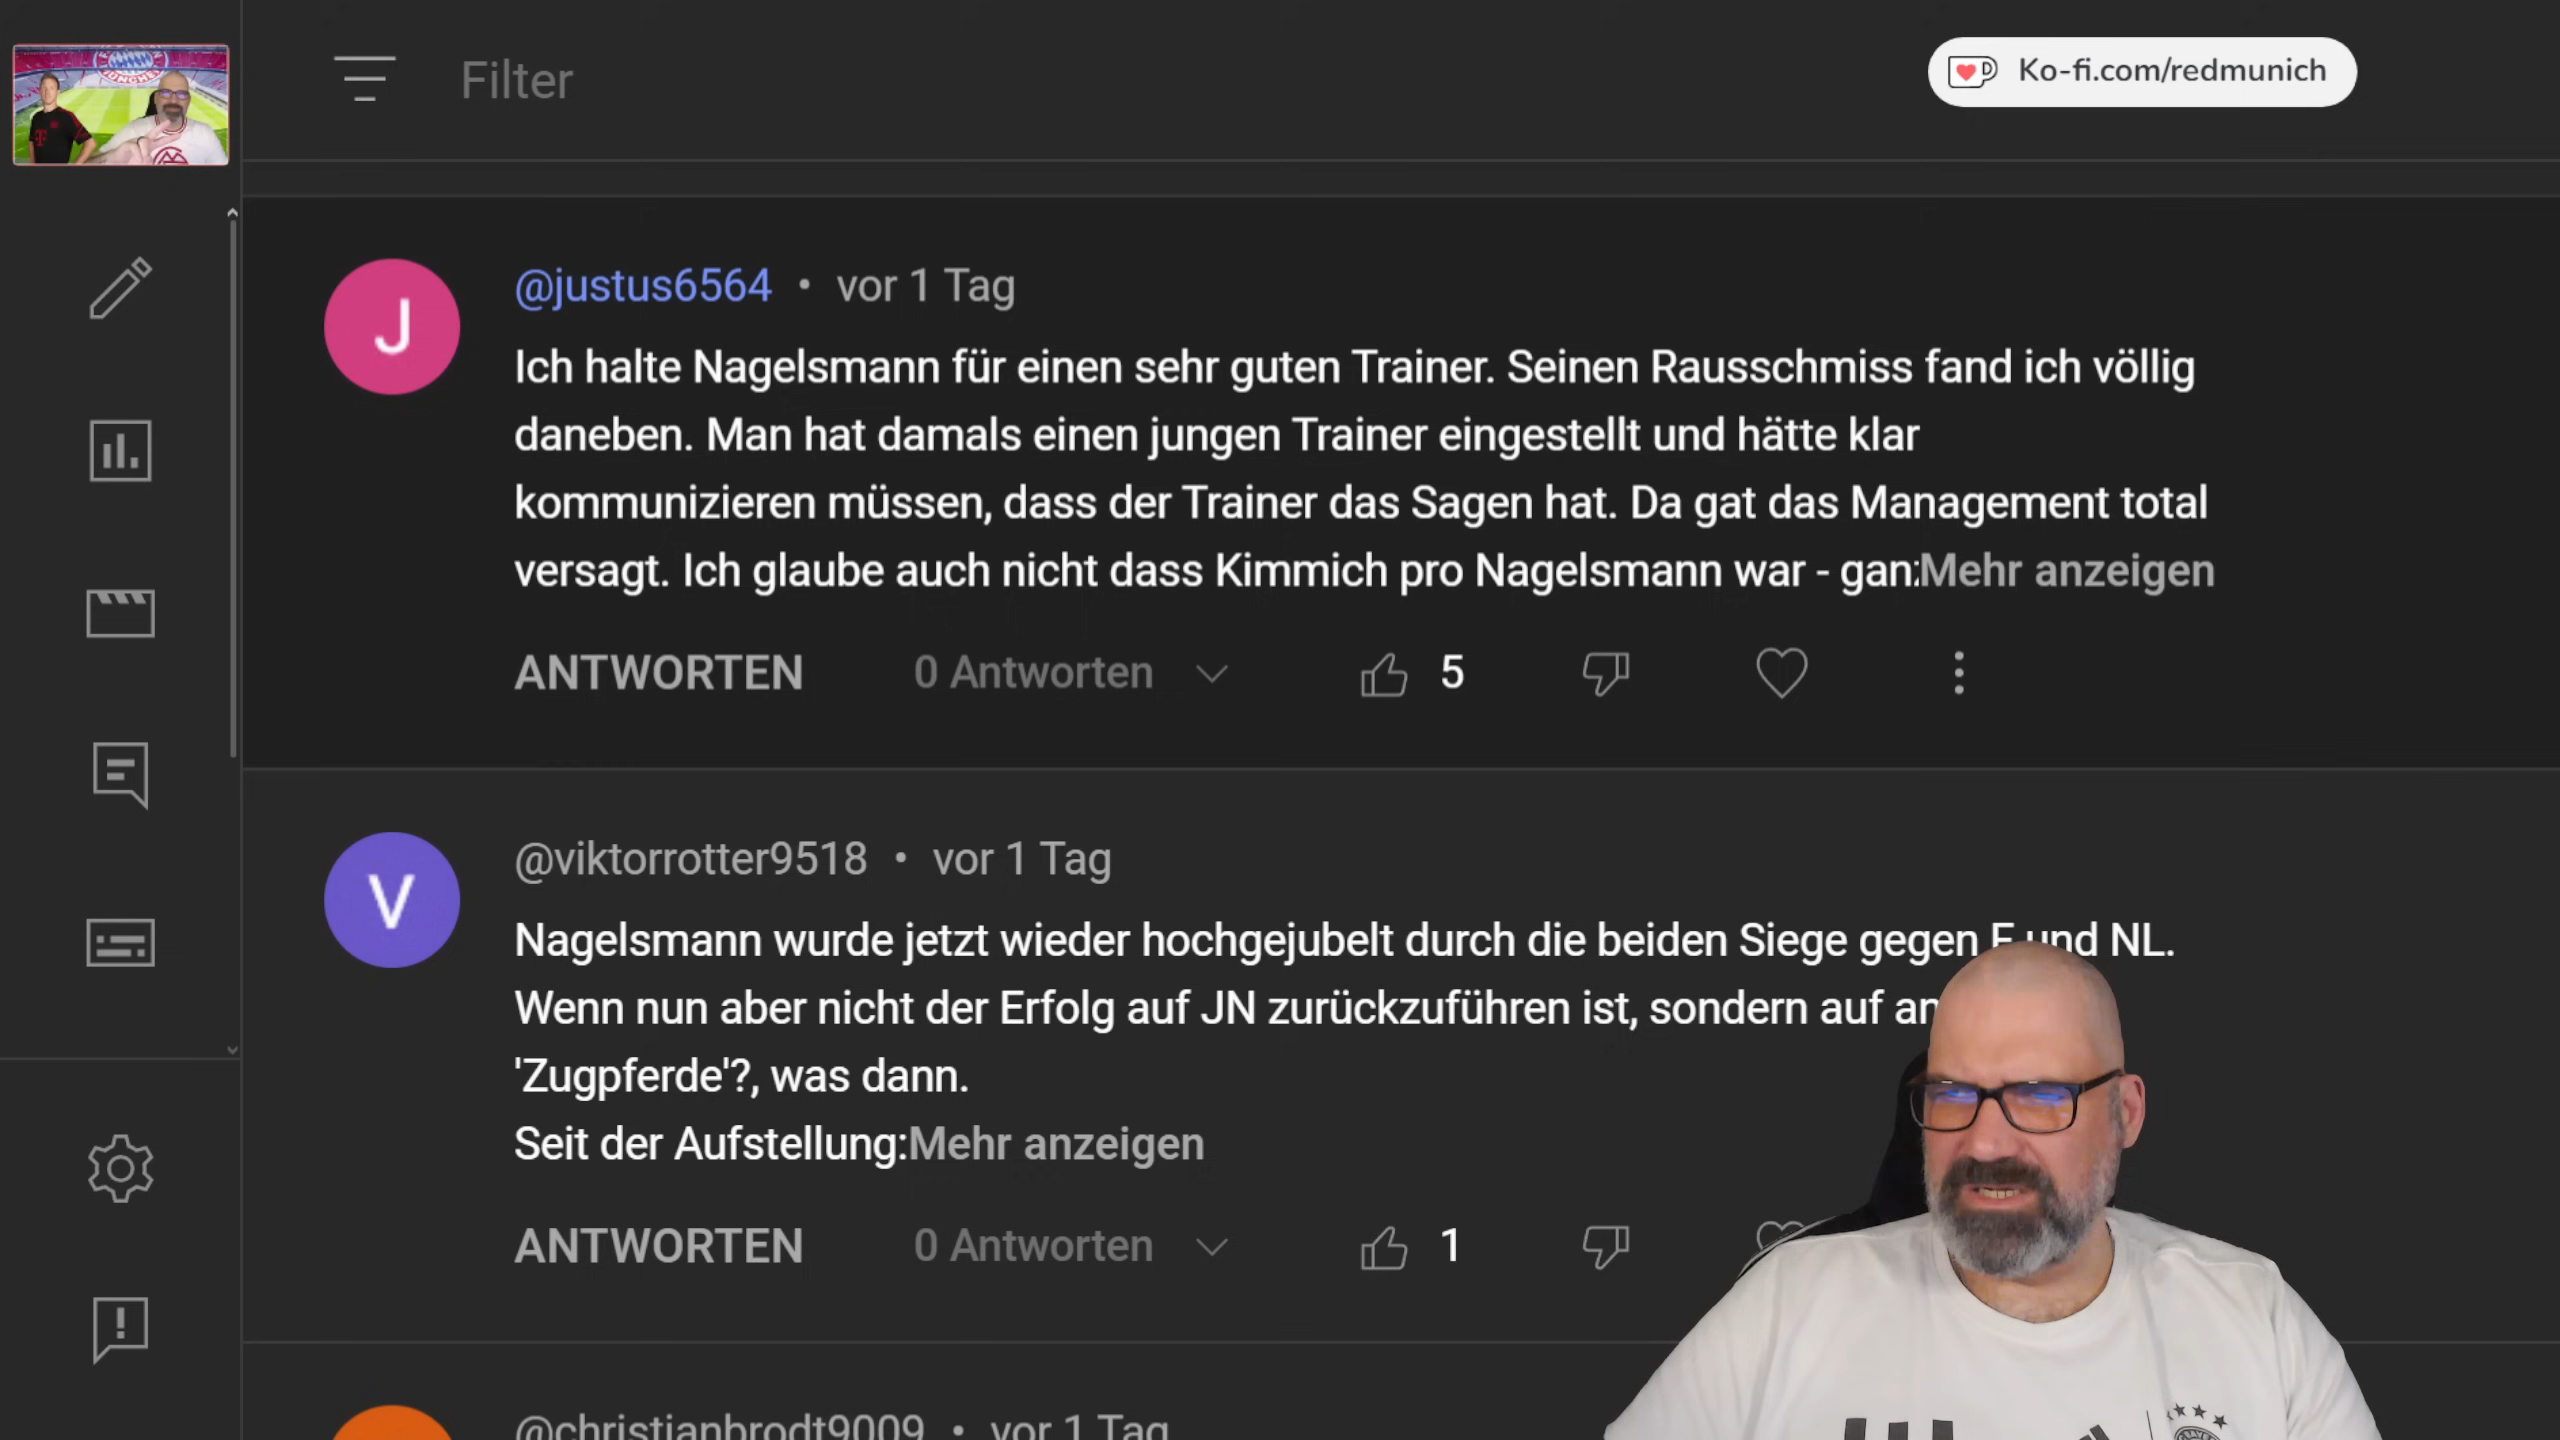 Filter
Ko-fi.com/redmunich
@justus6564 • vor 1 Tag
Ich halte Nagelsmann für einen sehr guten Trainer. Seinen Rausschmiss fand ich völlig
daneben. Man hat damals einen jungen Trainer eingestellt und hätte klar
kommunizieren müssen, dass der Trainer das Sagen hat. Da gat das Management total
versagt. Ich glaube auch nicht dass Kimmich pro Nagelsmann war - Mehr anzeigen
ANTWORTEN 0 Antworten 5
@viktorrotter9518 • vor 1 Tag
Nagelsmann wurde jetzt wieder hochgejubelt durch die beiden Siege gegen und NL.
Wenn nun aber nicht der Erfolg auf JN zurückzuführen ist, sondern auf
'Zugpferde'?, was dann.
Seit der Aufstellung:Mehr anzeigen
ANTWORTEN 0 Antworten 1
@christianbrodt9009 • vor 1 Tag